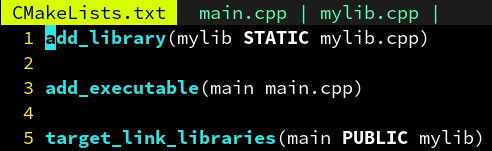 CMakeLists.txt main.cpp | mylib.cpp |
1 add_library(mylib STATIC mylib.cpp)
2
3 add_executable(main main.cpp)
4
5 target_link_libraries(main PUBLIC mylib)